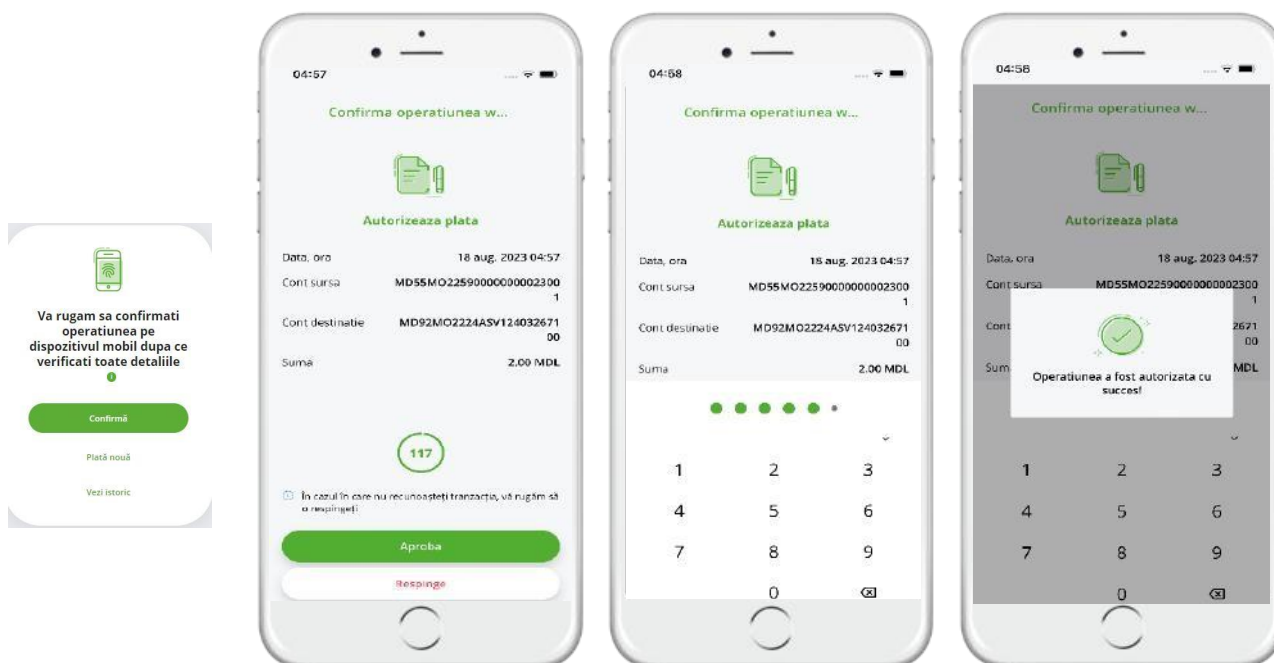 Va rugam sa confirmati
operatiunea pe
dispozitivul mobil dupa ce
verificati toate detaliile
Confirmă
Plată nouă
Vezi istoric
04:57
Confirma operatiunea w...
Autorizeaza plata
Data, ora 18 aug. 2023 04:57
Cont sursa MD55MO22590000000002300
1
Cont destinatie MD92MO2224ASV124032671
00
Suma 2.00 MDL
117
În cazul în care nu recunoașteți tranzacția, vă rugăm să
o respingeți
Aproba
Respinge
04:58
Confirma operatiunea w...
Autorizeaza plata
Data, ora 18 aug. 2023 04:57
Cont sursa MD55MO22590000000002300
1
Cont destinatie MD92MO2224ASV124032671
00
Suma 2.00 MDL
1 2 3
4 5 6
7 8 9
0
04:58
Confirma operatiunea w...
Autorizeaza plata
Data, ora 18 aug. 2023 04:57
Cont sursa MD55MO22590000000002300
1
Cont 2671
00
Sum MDL
Operatiunea a fost autorizata cu
succes!
1 2 3
4 5 6
7 8 9
0